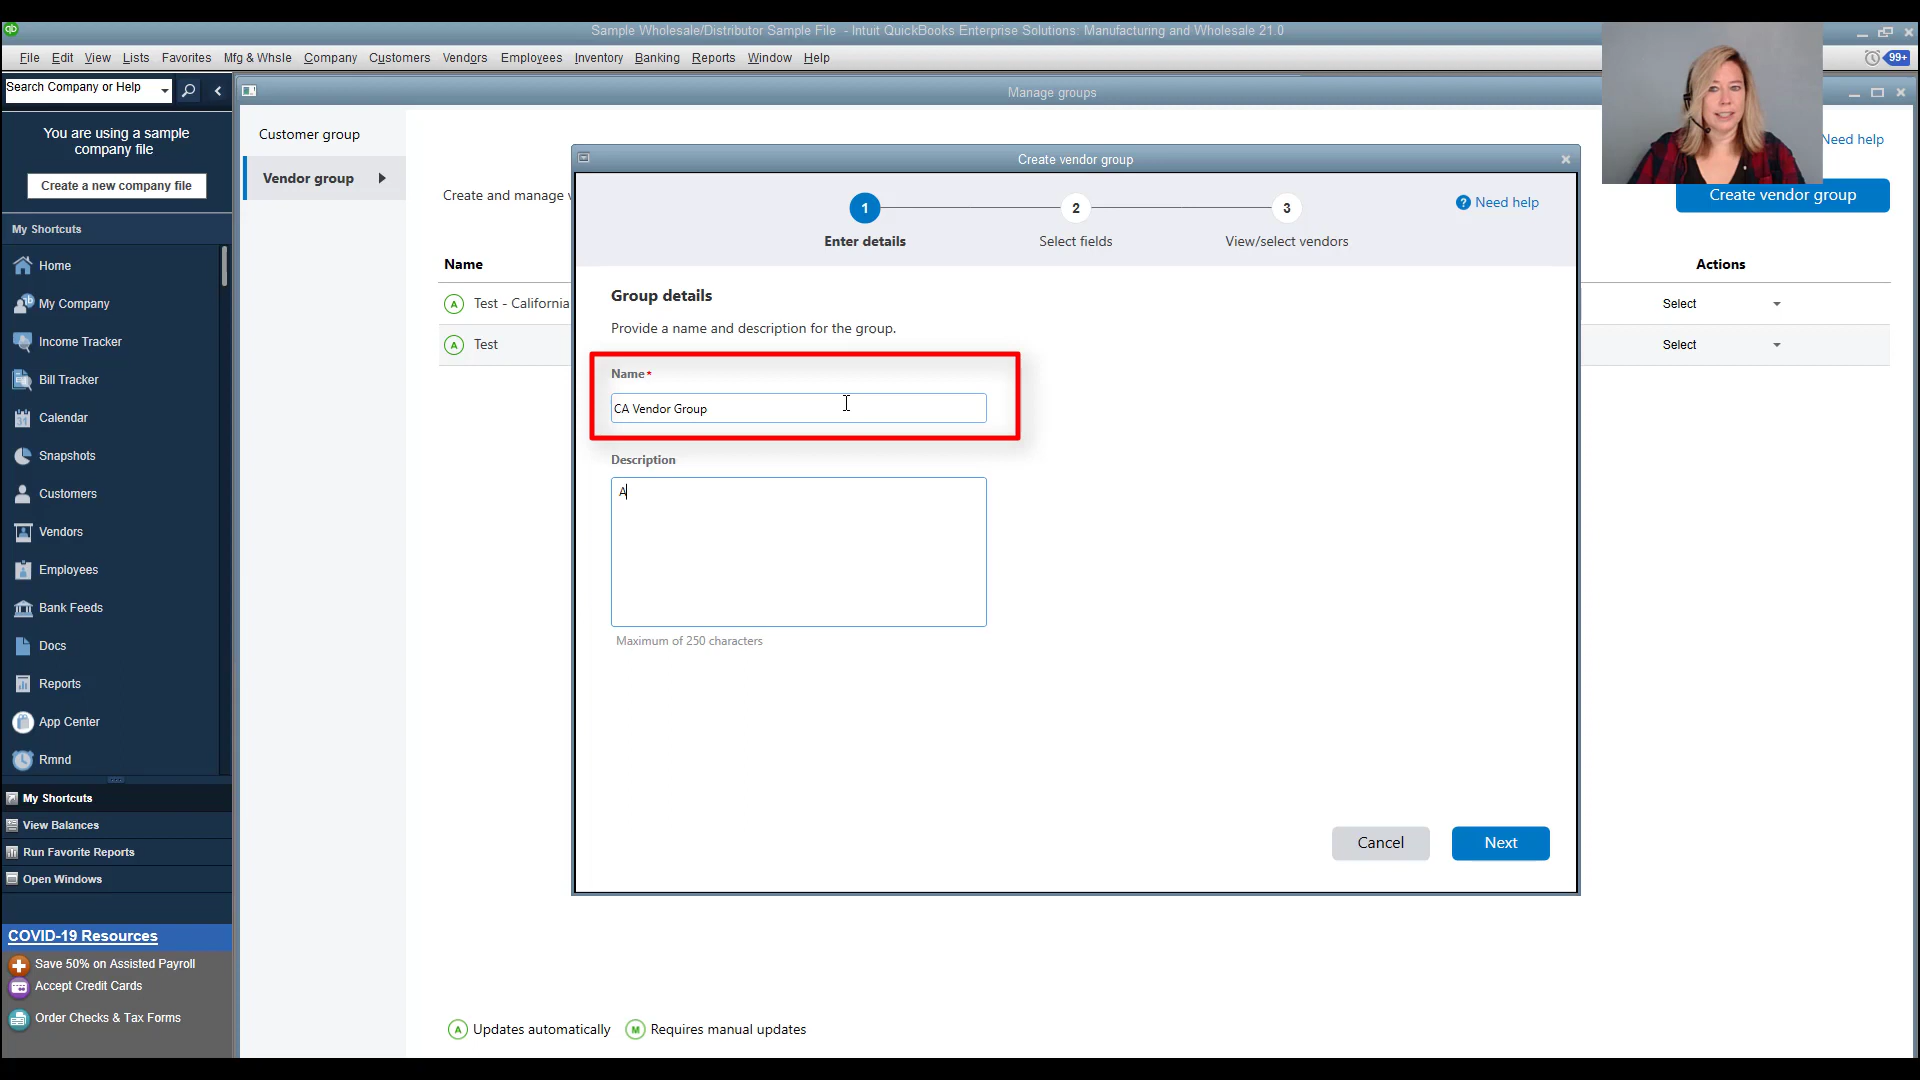 qb
Sample Wholesale/Distributor Sample File - Intuit QuickBooks Enterprise Solutions: Manufacturing and Wholesale 21.0
File Edit View Lists Favorites Mfg & Whsle Company Customers Vendors Employees Inventory Banking Reports Window Help
99+
Search Company or Help
Manage groups
You are using a sample
company file
Create a new company file
My Shortcuts
Home
My Company
Income Tracker
Bill Tracker
Calendar
Snapshots
Customers
Vendors
Employees
Bank Feeds
Docs
Reports
App Center
Rmnd
My Shortcuts
View Balances
Run Favorite Reports
Open Windows
COVID-19 Resources
Save 50% on Assisted Payroll
Accept Credit Cards
Order Checks & Tax Forms
Customer group
Vendor group
Need help
Create and manage v
Create vendor group
Name
Actions
A Test - California
Select
A Test
Select
Create vendor group
1 2 3
? Need help
Enter details Select fields View/select vendors
Group details
Provide a name and description for the group.
Name*
CA Vendor Group
Description
A
Maximum of 250 characters
Cancel Next
A Updates automatically M Requires manual updates